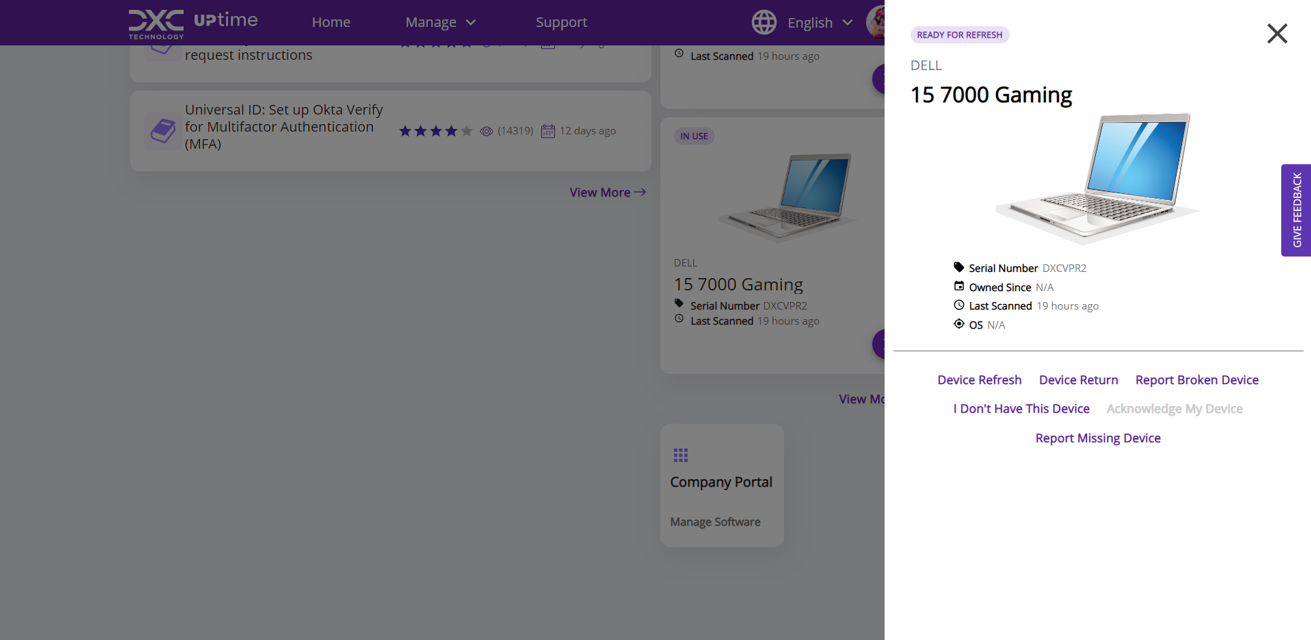 DXC
TECHNOLOGY
UPtime
Home
Manage
Support
English
request instructions
Universal ID: Set up Okta Verify
for Multifactor Authentication
(MFA)
(14319)
12 days ago
View More
Last Scanned 19 hours ago
IN USE
DELL
15 7000 Gaming
Serial Number DXCVPR2
Last Scanned 19 hours ago
Company Portal
Manage Software
READY FOR REFRESH
DELL
15 7000 Gaming
Serial Number DXCVPR2
Owned Since N/A
Last Scanned 19 hours ago
OS N/A
Device Refresh Device Return Report Broken Device
I Don't Have This Device Acknowledge My Device
Report Missing Device
GIVE FEEDBACK